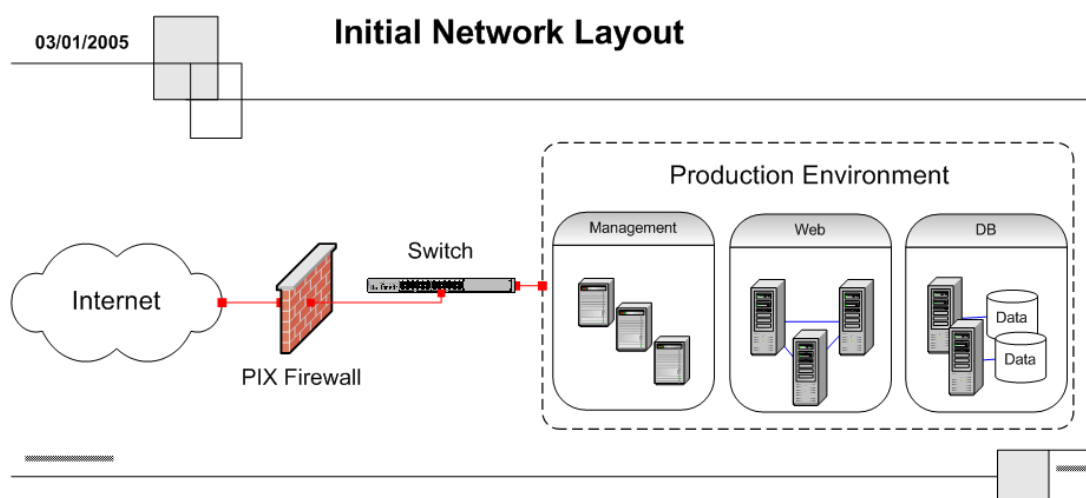 03/01/2005
Initial Network Layout
Production Environment
Management
Web
DB
Switch
Internet
PIX Firewall
Data
Data